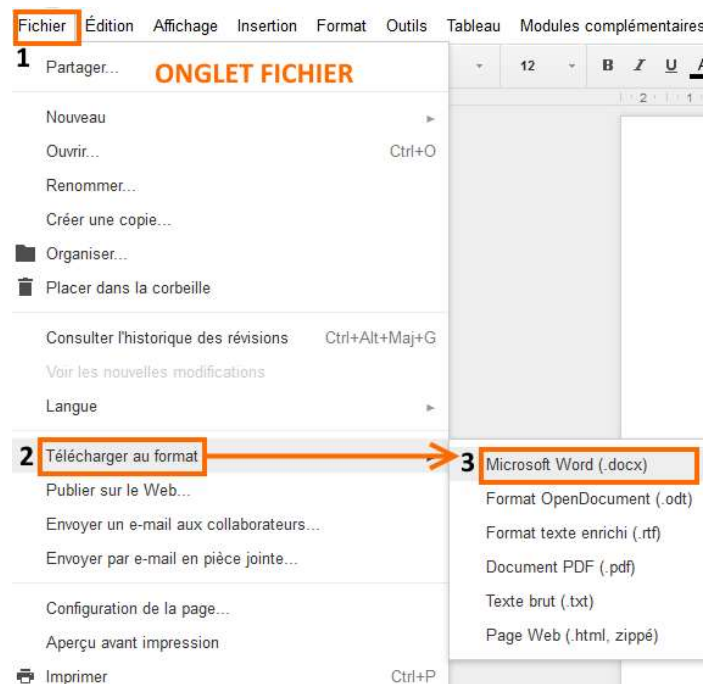 Fichier Édition Affichage Insertion Format Outils Tableau Modules complémentaires
1 Partager... ONGLET FICHIER 12 B I U A
2 1
Nouveau
Ouvrir... Ctrl+O
Renommer...
Créer une copie...
Organiser...
Placer dans la corbeille
Consulter l'historique des révisions Ctrl+Alt+Maj+G
Voir les nouvelles modifications
Langue
2 Télécharger au format 3 Microsoft Word (.docx)
Publier sur le Web... Format OpenDocument (.odt)
Envoyer un e-mail aux collaborateurs... Format texte enrichi (.rtf)
Envoyer par e-mail en pièce jointe... Document PDF (.pdf)
Configuration de la page... Texte brut (.txt)
Aperçu avant impression Page Web (.html, zippé)
Imprimer Ctrl+P